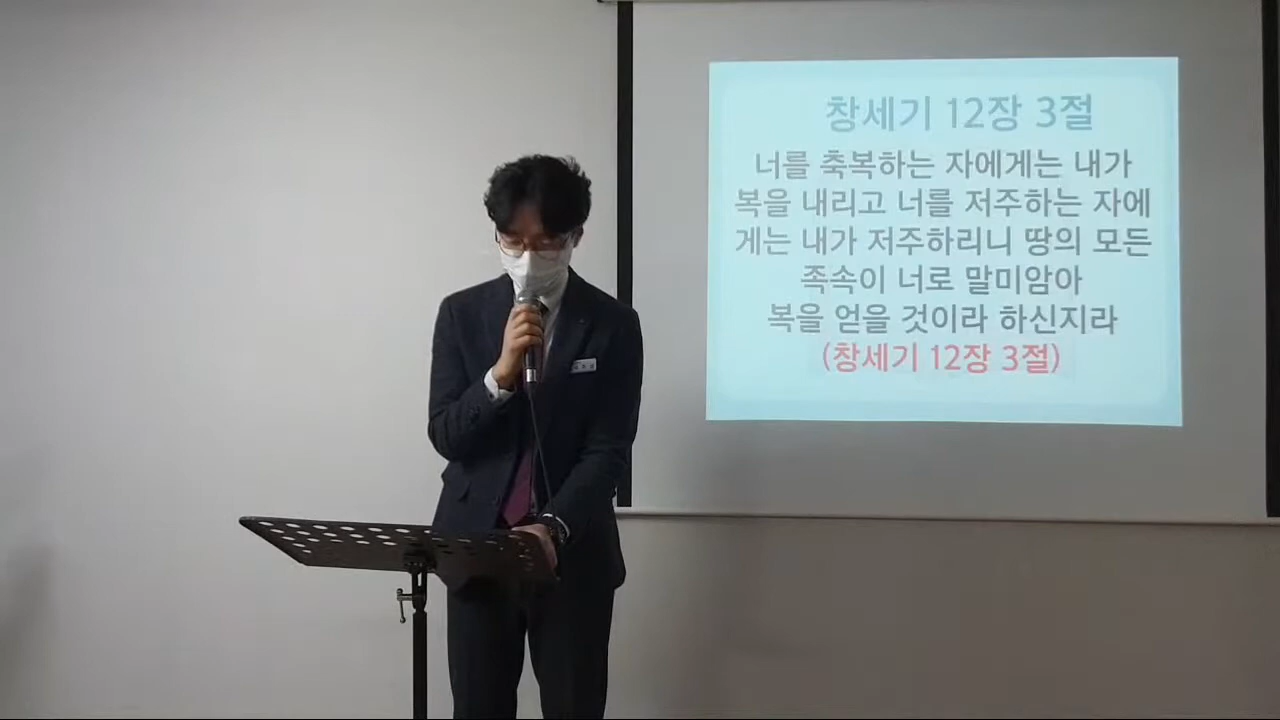 창세기 12장 3절
너를 축복하는 자에게는 내가
복을 내리고 너를 저주하는 자에
게는 내가 저주하리니 땅의 모든
족속이 너로 말미암아
복을 얻을 것이라 하신지라
(창세기 12장 3절)